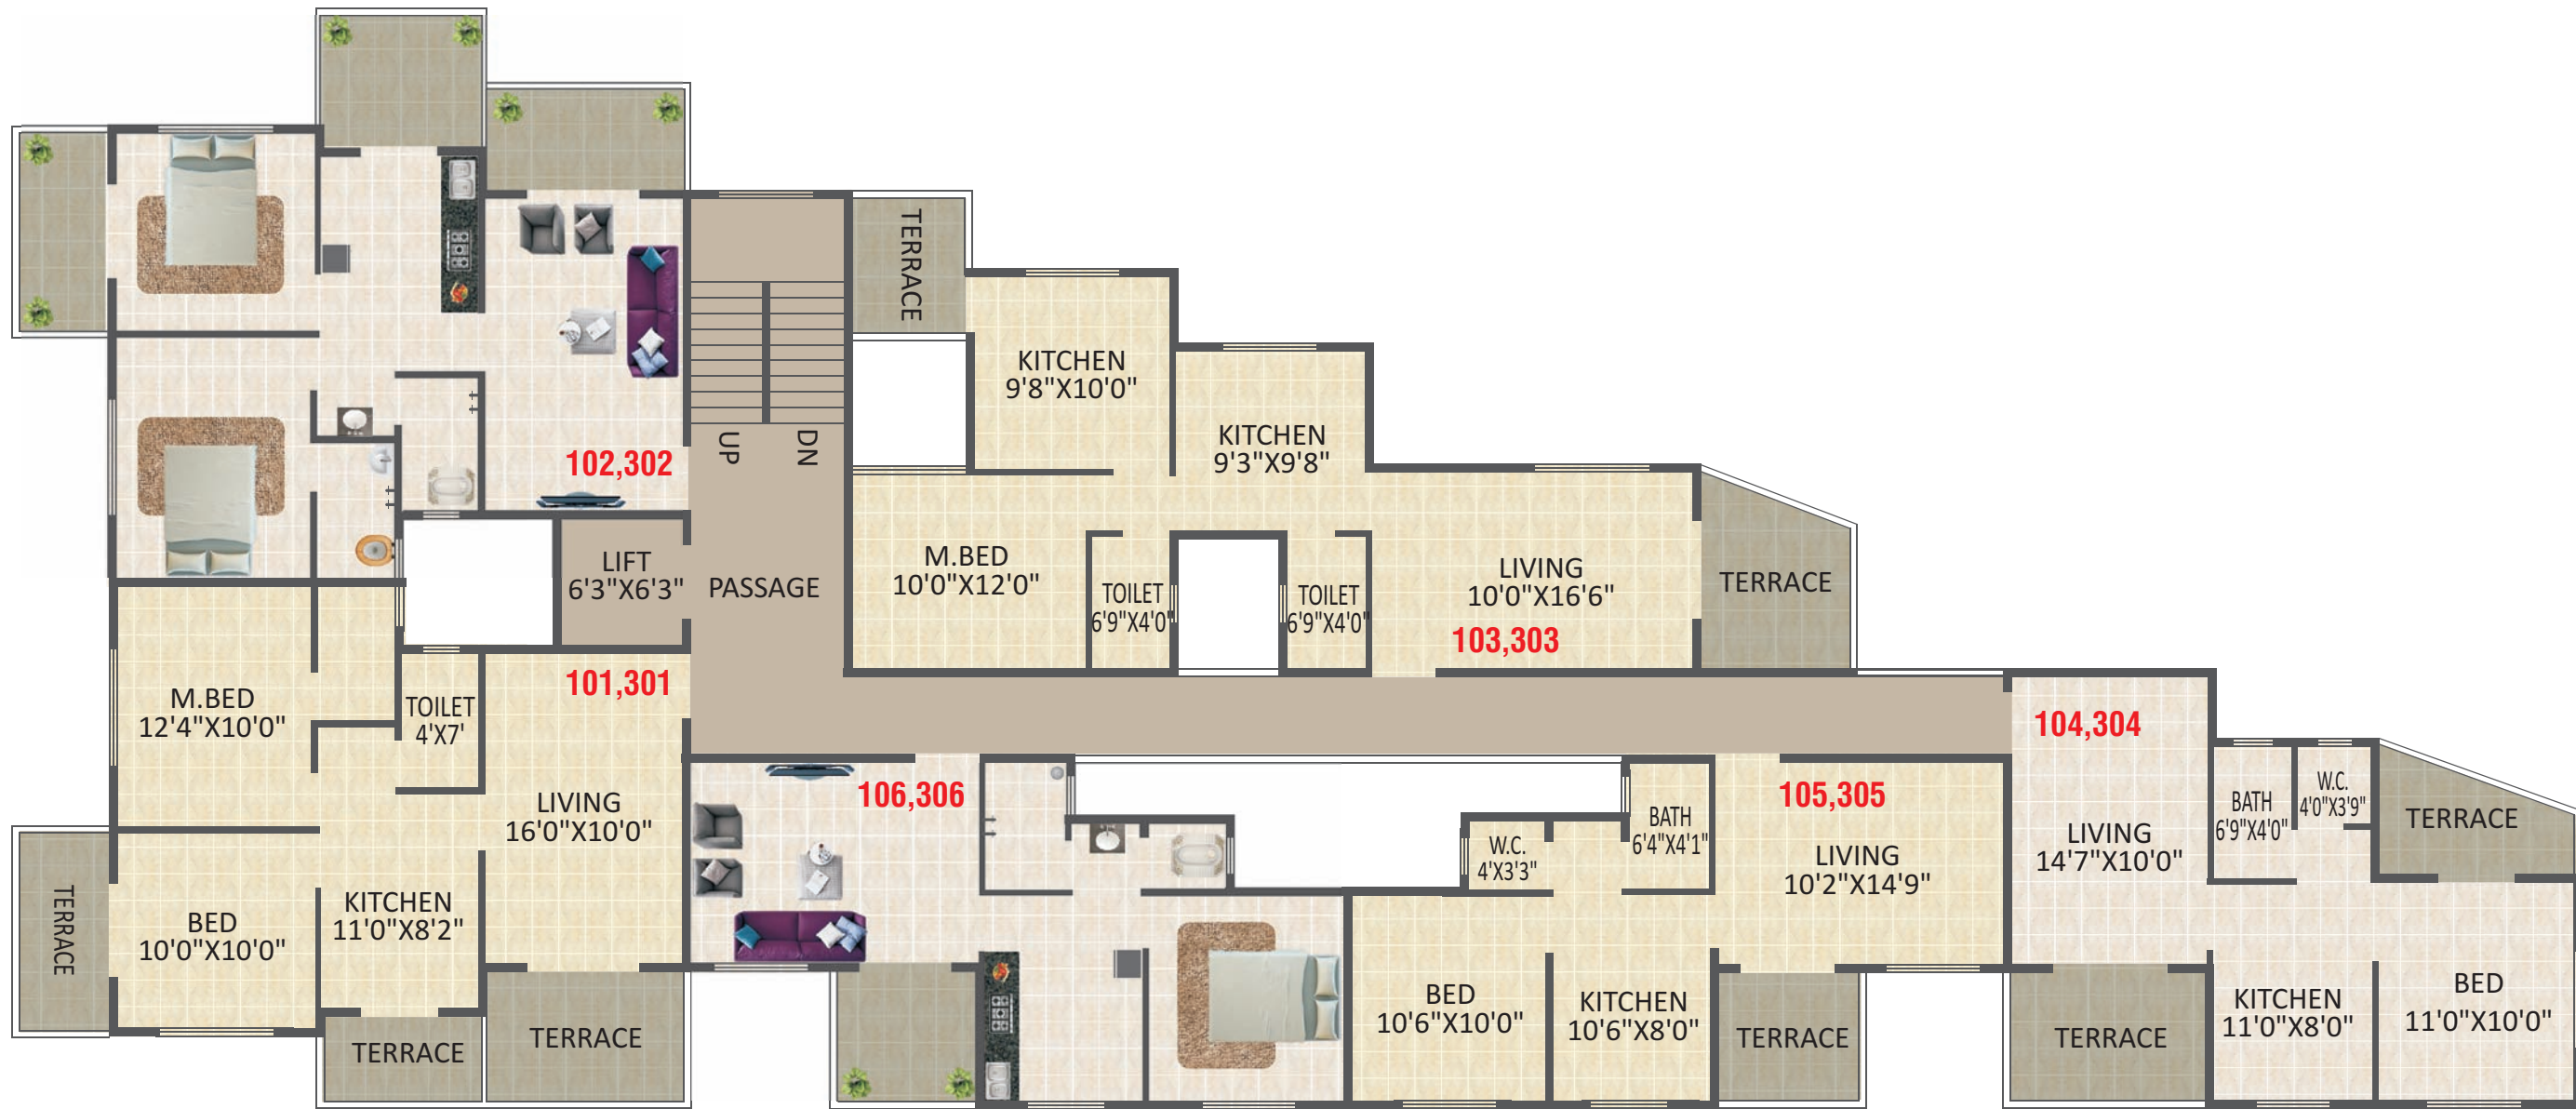 TERRACE
KITCHEN
9'8"X10'0"
KITCHEN
9'3"X9'8"
UP
DN
102,302
LIFT
6'3"X6'3"
PASSAGE
M.BED
10'0"X12'0"
TOILET
6'9"X4'0"
TOILET
6'9"X4'0"
LIVING
10'0"X16'6"
TERRACE
103,303
101,301
M.BED
12'4"X10'0"
TOILET
4'X7'
104,304
LIVING
16'0"X10'0"
106,306
105,305
W.C.
4'X3'3"
BATH
6'4"X4'1"
LIVING
10'2"X14'9"
LIVING
14'7"X10'0"
BATH
6'9"X4'0"
W.C.
4'0"X3'9"
TERRACE
TERRACE
BED
10'0"X10'0"
KITCHEN
11'0"X8'2"
TERRACE
TERRACE
BED
10'6"X10'0"
KITCHEN
10'6"X8'0"
TERRACE
TERRACE
KITCHEN
11'0"X8'0"
BED
11'0"X10'0"